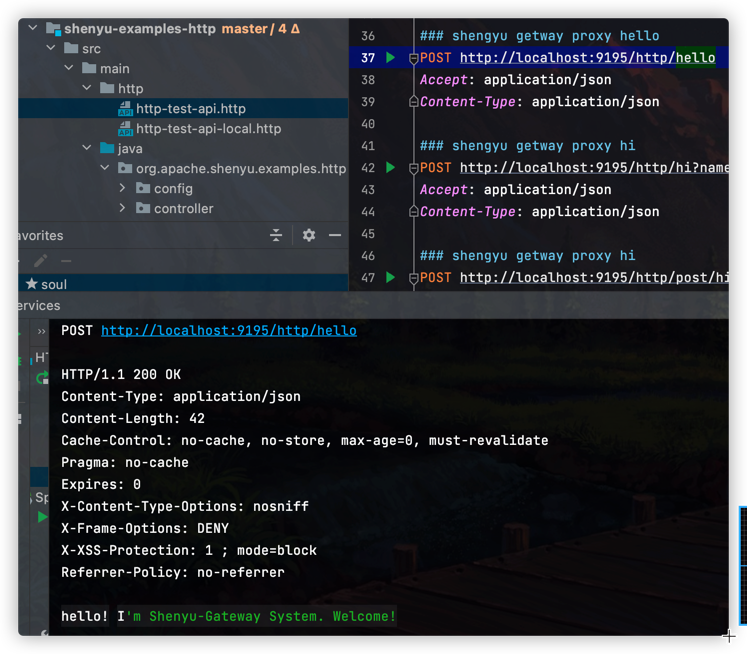 shenyu-examples-http master / 4 Δ
src
main
http
http-test-api.http
http-test-api-local.http
java
org.apache.shenyu.examples.http
config
controller
avorites
soul
36 ### shengyu getway proxy hello
37 POST http://localhost:9195/http/hello
38 Accept: application/json
39 Content-Type: application/json
40
41 ### shengyu getway proxy hi
42 POST http://localhost:9195/http/hi?name
43 Accept: application/json
44 Content-Type: application/json
45
46 ### shengyu getway proxy hi
47 POST http://localhost:9195/http/post/hi
ervices
HT
Sp
POST http://localhost:9195/http/hello
HTTP/1.1 200 OK
Content-Type: application/json
Content-Length: 42
Cache-Control: no-cache, no-store, max-age=0, must-revalidate
Pragma: no-cache
Expires: 0
X-Content-Type-Options: nosniff
X-Frame-Options: DENY
X-XSS-Protection: 1 ; mode=block
Referrer-Policy: no-referrer
hello! I'm Shenyu-Gateway System. Welcome!